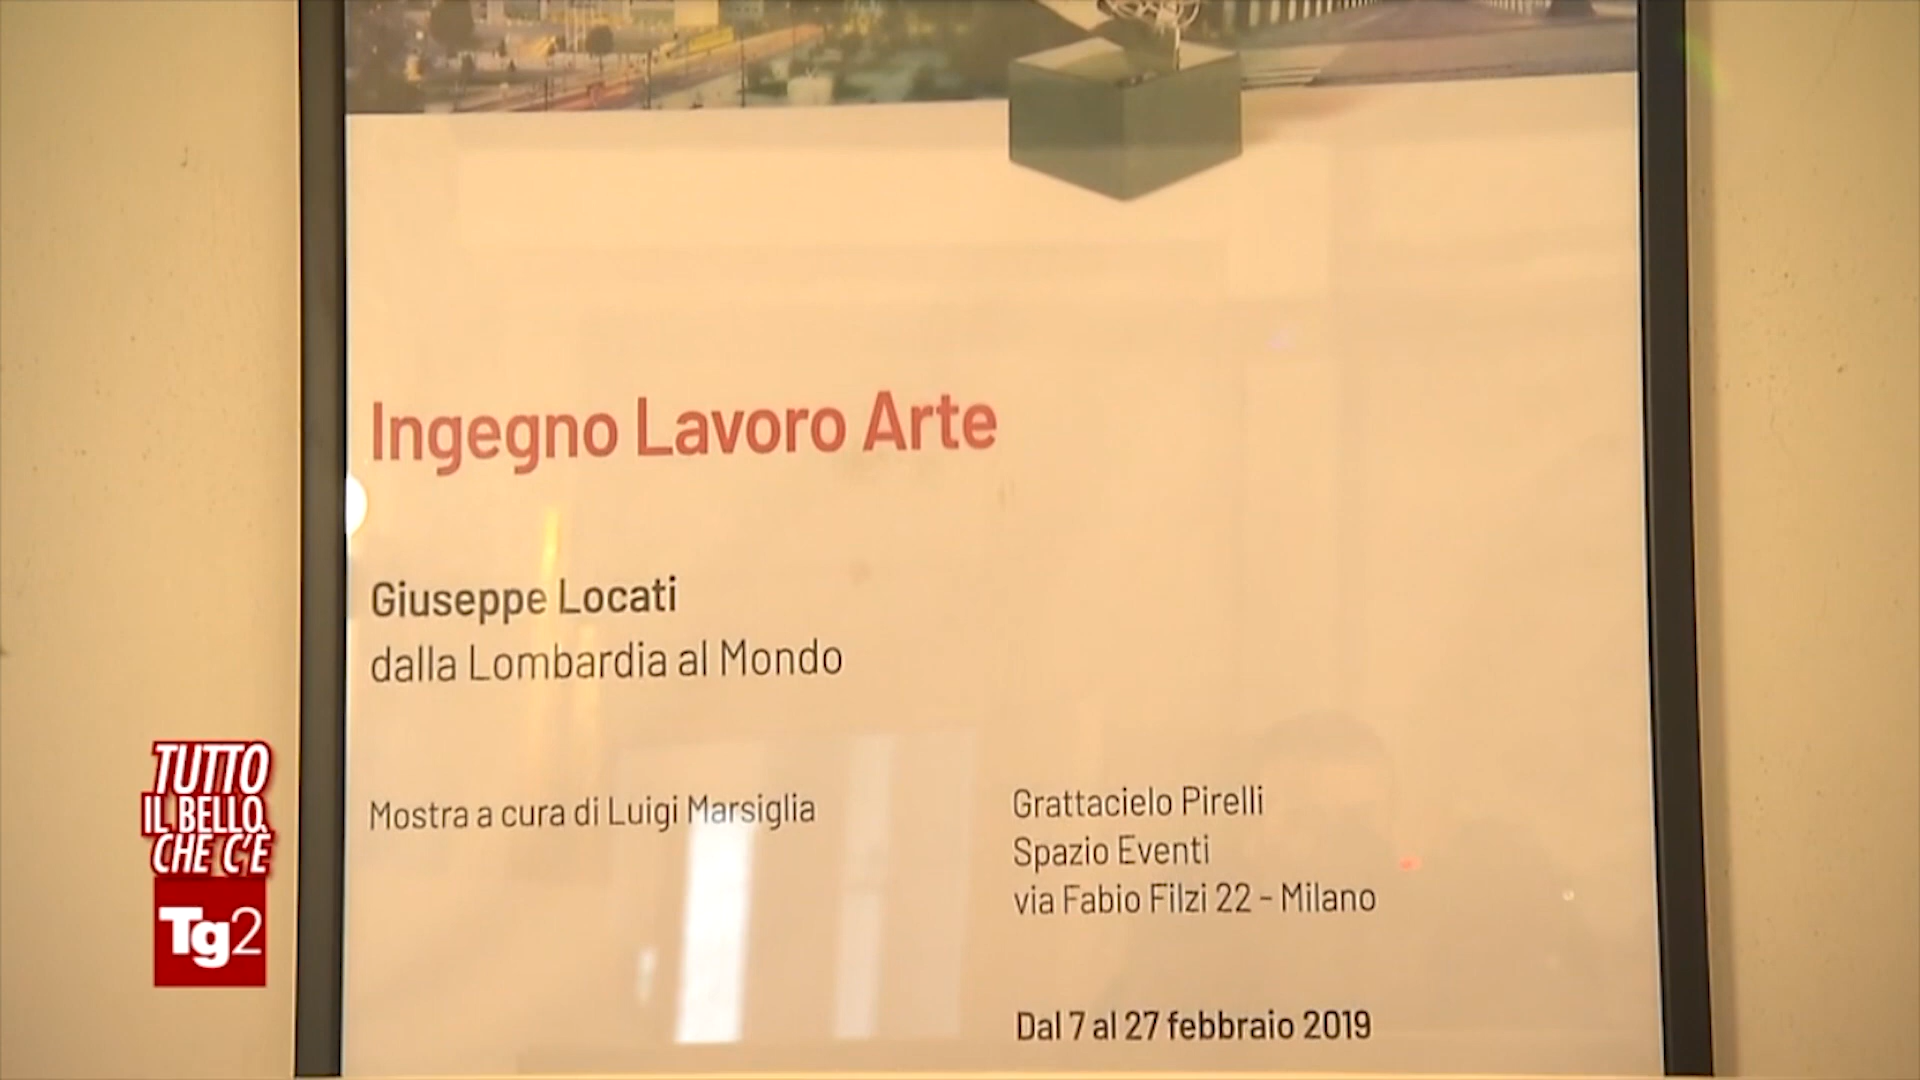 Ingegno Lavoro Arte
Giuseppe Locati
dalla Lombardia al Mondo
Mostra a cura di Luigi Marsiglia
Grattacielo Pirelli
Spazio Eventi
via Fabio Filzi 22 - Milano
Dal 7 al 27 febbraio 2019
TUTTO
IL BELLO
CHE C'È
Tg2